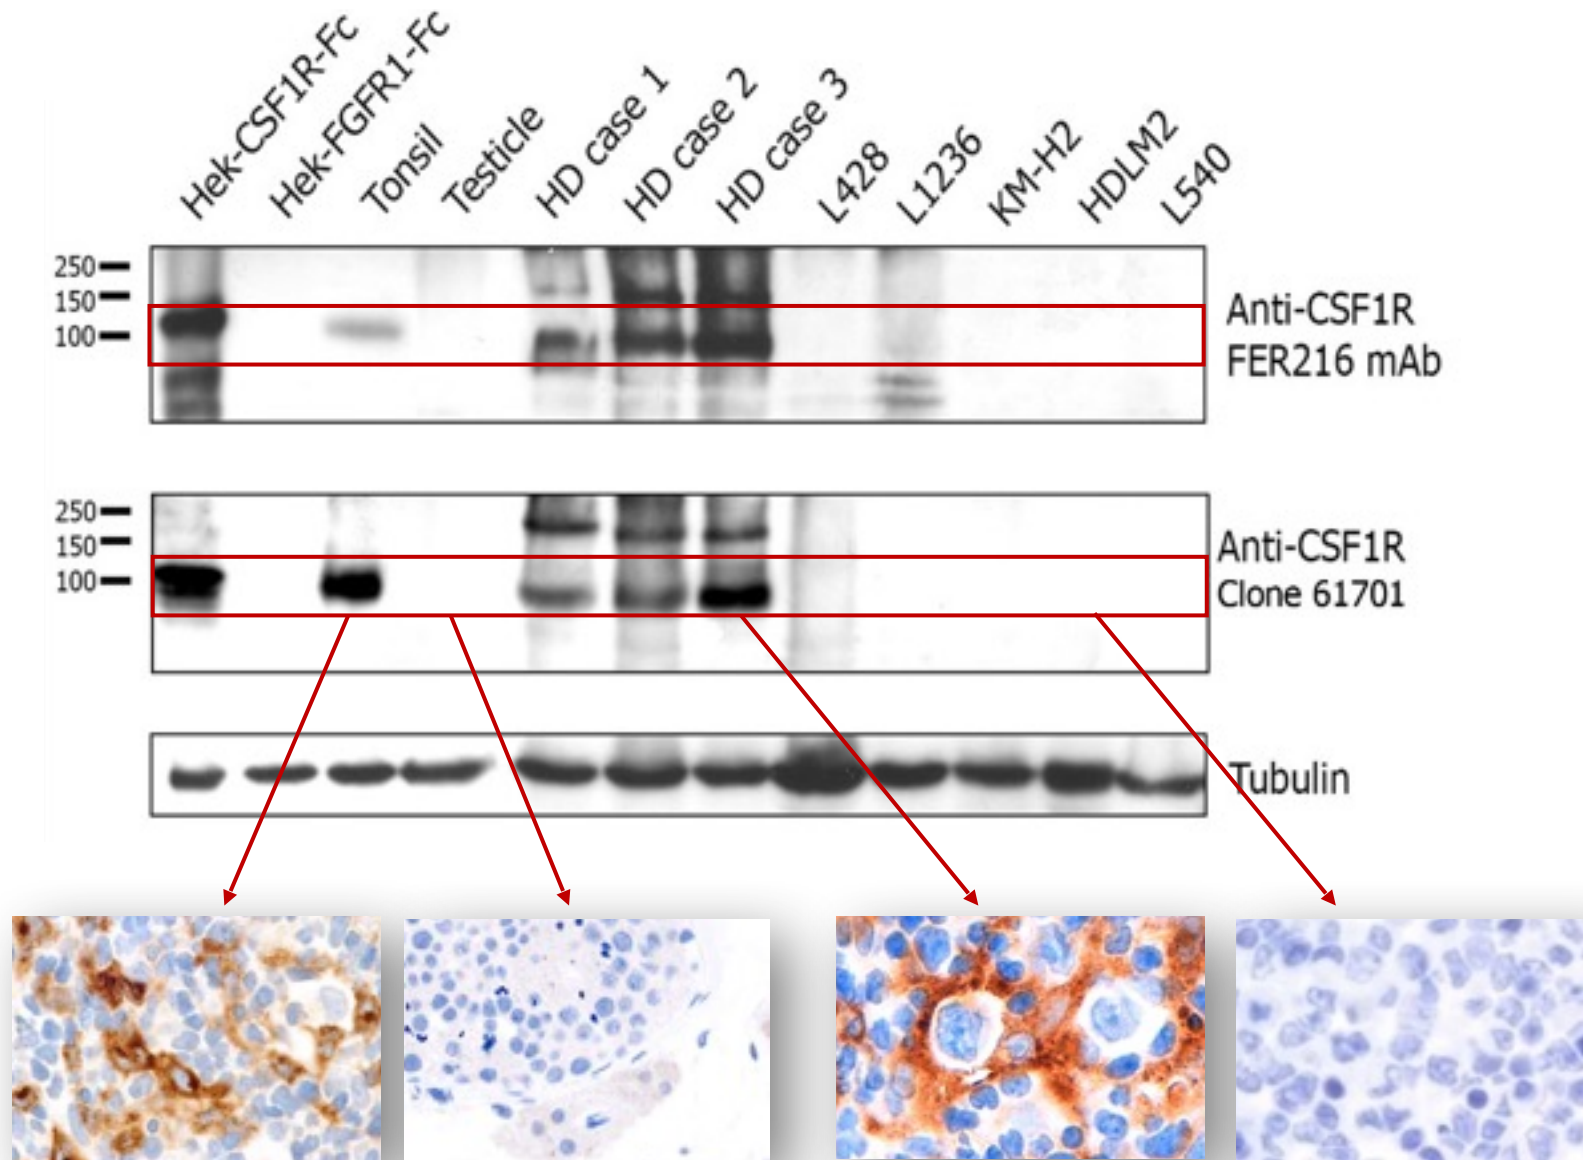 Hek-CSF1R-Fc
Hek-FGFR1-Fc
Tonsil
Testicle
HD case 1
HD case 2
HD case 3
L428
L1236
KM-H2
HDLM2
L540
250
150
100
Anti-CSF1R
FER216 mAb
250
150
100
Anti-CSF1R
Clone 61701
Tubulin